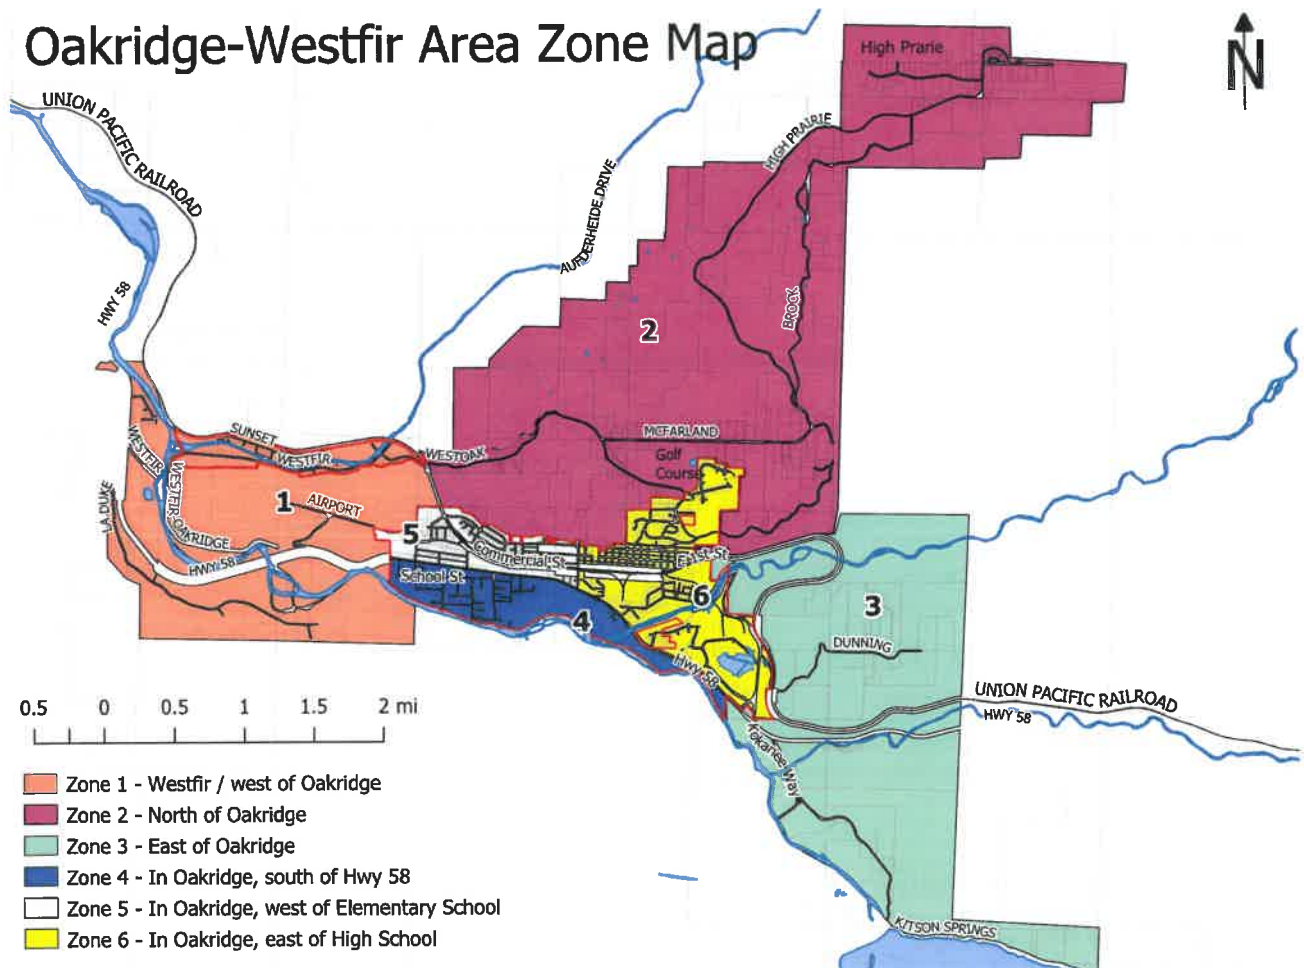 Oakridge-Westfir Area Zone Map
N
High Prarie
UNION PACIFIC RAILROAD
HIGH PRAIRIE
AUFDERHEIDE DRIVE
HWY 58
BROCK
2
SUNSET
WESTFIR
WESTOAK
MCFARLAND
Golf
Course
WESTFIR
WESTFIR-OAKRIDGE
LA DUKE
1
AIRPORT
5
Commercial St
E 1st St
HWY 58
School St
6
3
4
DUNNING
Hwy 58
UNION PACIFIC RAILROAD
HWY 58
Kokanee Way
KITSON SPRINGS
0.5 0 0.5 1 2 mi
Zone 1 - Westfir / west of Oakridge
Zone 2 - North of Oakridge
Zone 3 - East of Oakridge
Zone 4 - In Oakridge, south of Hwy 58
Zone 5 - In Oakridge, west of Elementary School
Zone 6 - In Oakridge, east of High School